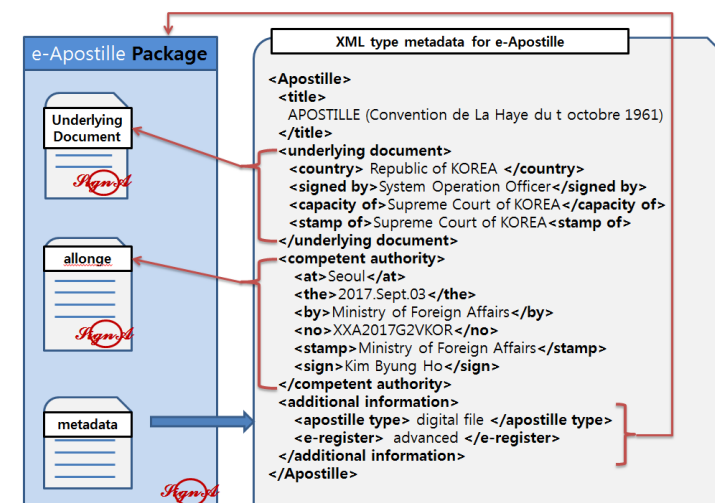 e-Apostille Package
Underlying
Document
Sign A
allonge
Sign A
metadata
Sign A
XML type metadata for e-Apostille
<Apostille>
<title>
APOSTILLE (Convention de La Haye du t octobre 1961)
</title>
<underlying document>
<country> Republic of KOREA </country>
<signed by>System Operation Officer</signed by>
<capacity of>Supreme Court of KOREA</capacity of>
<stamp of>Supreme Court of KOREA<stamp of>
</underlying document>
<competent authority>
<at>Seoul</at>
<the>2017.Sept.03</the>
<by>Ministry of Foreign Affairs</by>
<no>XXA2017G2VKOR</no>
<stamp>Ministry of Foreign Affairs</stamp>
<sign>Kim Byung Ho</sign>
</competent authority>
<additional information>
<apostille type> digital file </apostille type>
<e-register> advanced </e-register>
</additional information>
</Apostille>